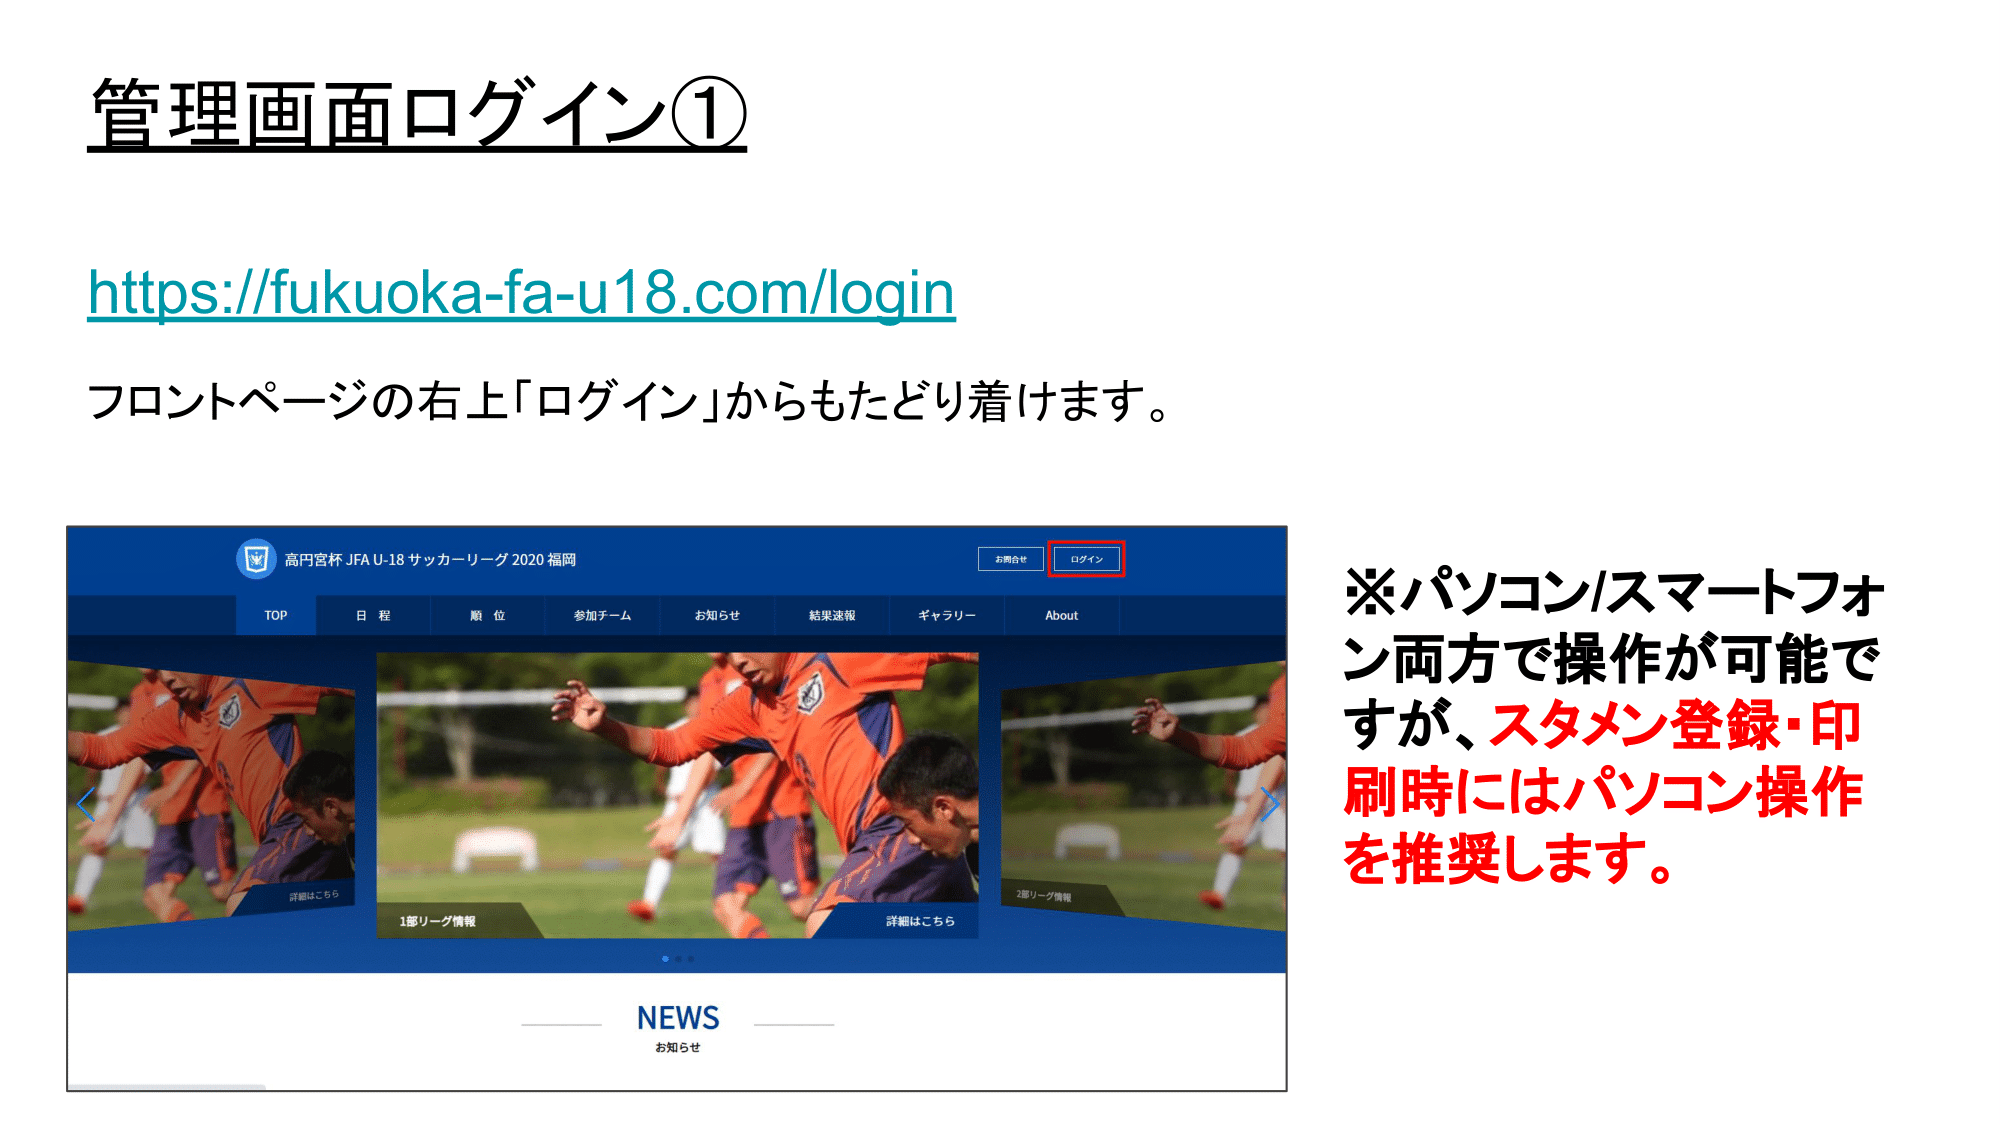 管理画面ログイン①
https://fukuoka-fa-u18.com/login
フロントページの右上「ログイン」からもたどり着けます。
高円宮杯 JFA U-18 サッカーリーグ 2020 福岡
お問合せ
ログイン
TOP
日 程
順 位
参加チーム
お知らせ
結果速報
ギャラリー
About
詳細はこちら
1部リーグ情報
詳細はこちら
2部リーグ情報
NEWS
お知らせ
※パソコン/スマートフォ
ン両方で操作が可能で
すが、スタメン登録・印
刷時にはパソコン操作
を推奨します。